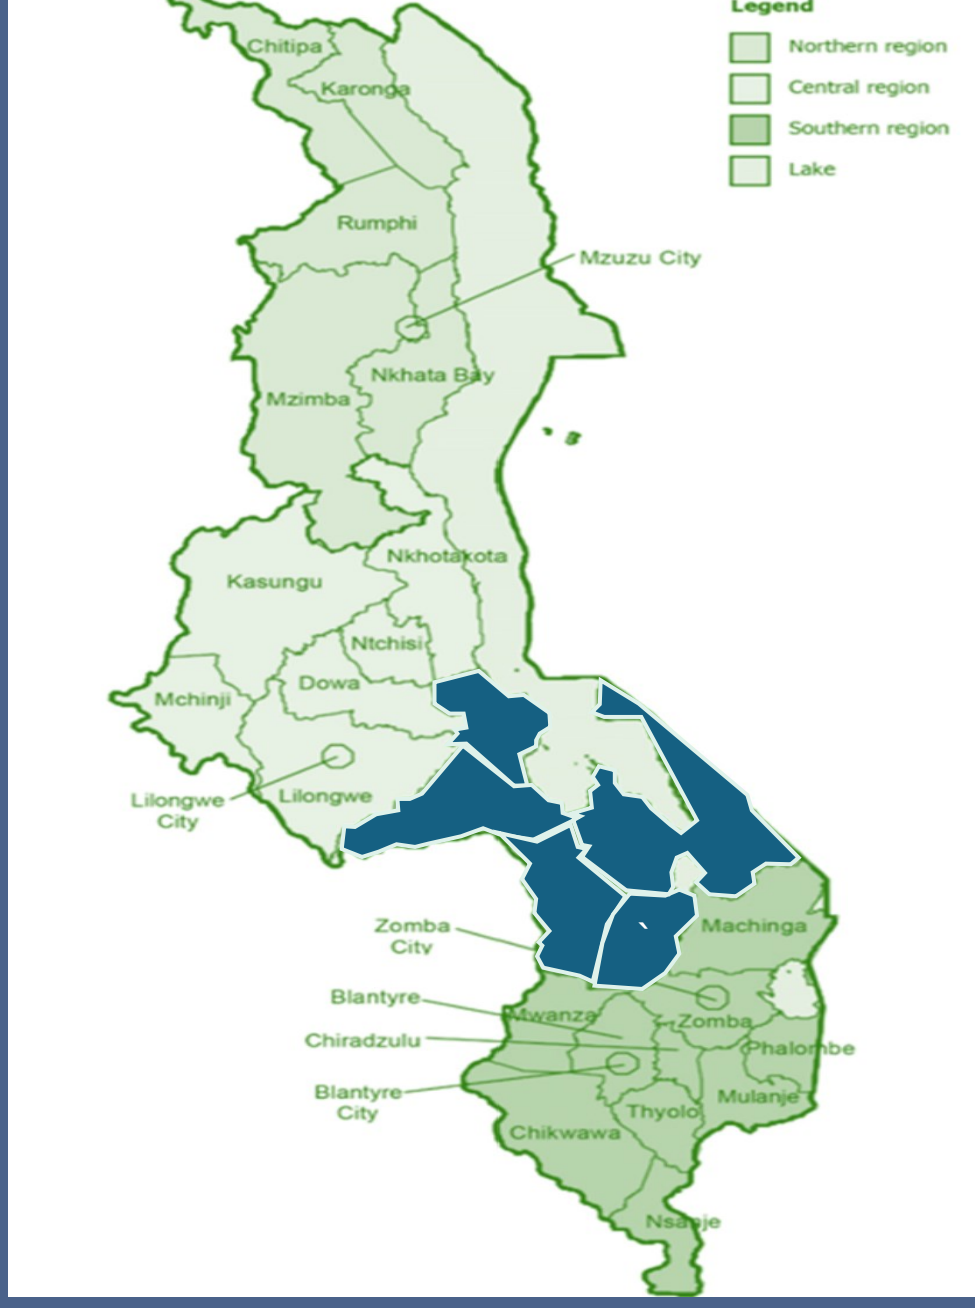 Legend
Northern region
Central region
Southern region
Lake
Chitipa
Karonga
Rumphi
Mzuzu City
Nkhata Bay
Mzimba
Nkhotakota
Kasungu
Ntchisi
Dowa
Mchinji
Lilongwe
City
Lilongwe
Zomba
City
Machinga
Blantyre
Mwanza
Zomba
Chiradzulu
Phalombe
Blantyre
City
Mulanje
Thyolo
Chikwawa
Nsanje